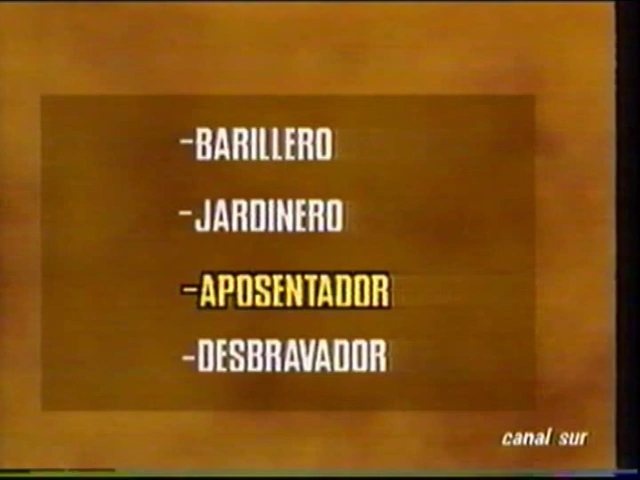 -BARILLERO
-JARDINERO
-APOSENTADOR
-DESBRAVADOR
canal sur